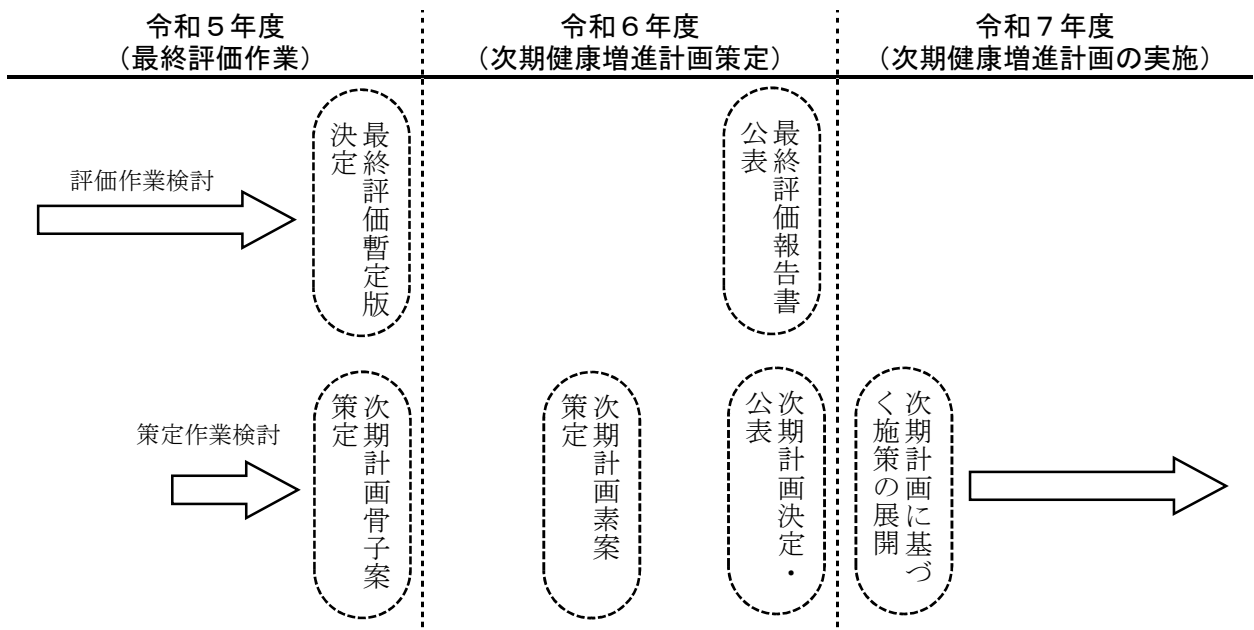 令和５年度
（最終評価作業）
令和６年度
（次期健康増進計画策定）
令和７年度
（次期健康増進計画の実施）
評価作業検討
最終評価暫定版
決定
最終評価報告書
公表
策定作業検討
次期計画骨子案
策定
次期計画素案
策定
次期計画決定・
公表
次期計画に基づ
く施策の展開